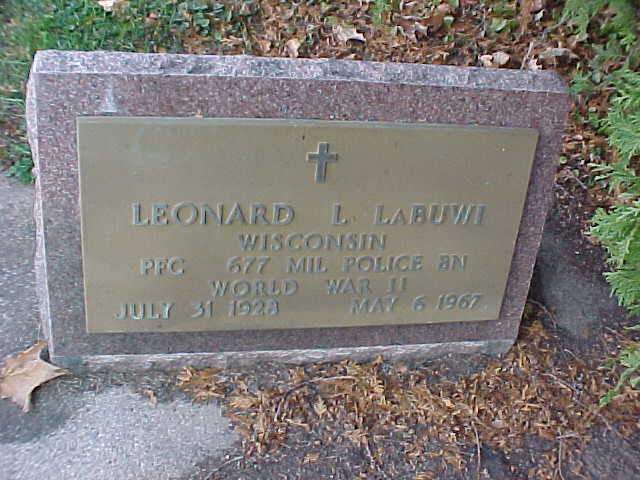 LEONARD L LABUWI
WISCONSIN
PFC 677 MIL POLICE BN
WORLD WAR II
JULY 31 1928 MAY 6 1967